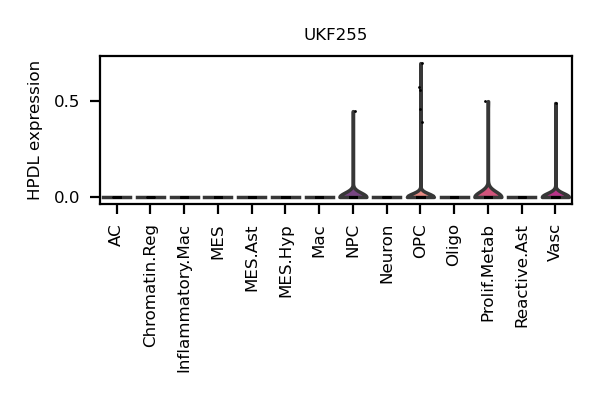 UKF255
HPDL expression
0.5
0.0
AC
Chromatin.Reg
Inflammatory.Mac
MES
MES.Ast
MES.Hyp
Mac
NPC
Neuron
OPC
Oligo
Prolif.Metab
Reactive.Ast
Vasc